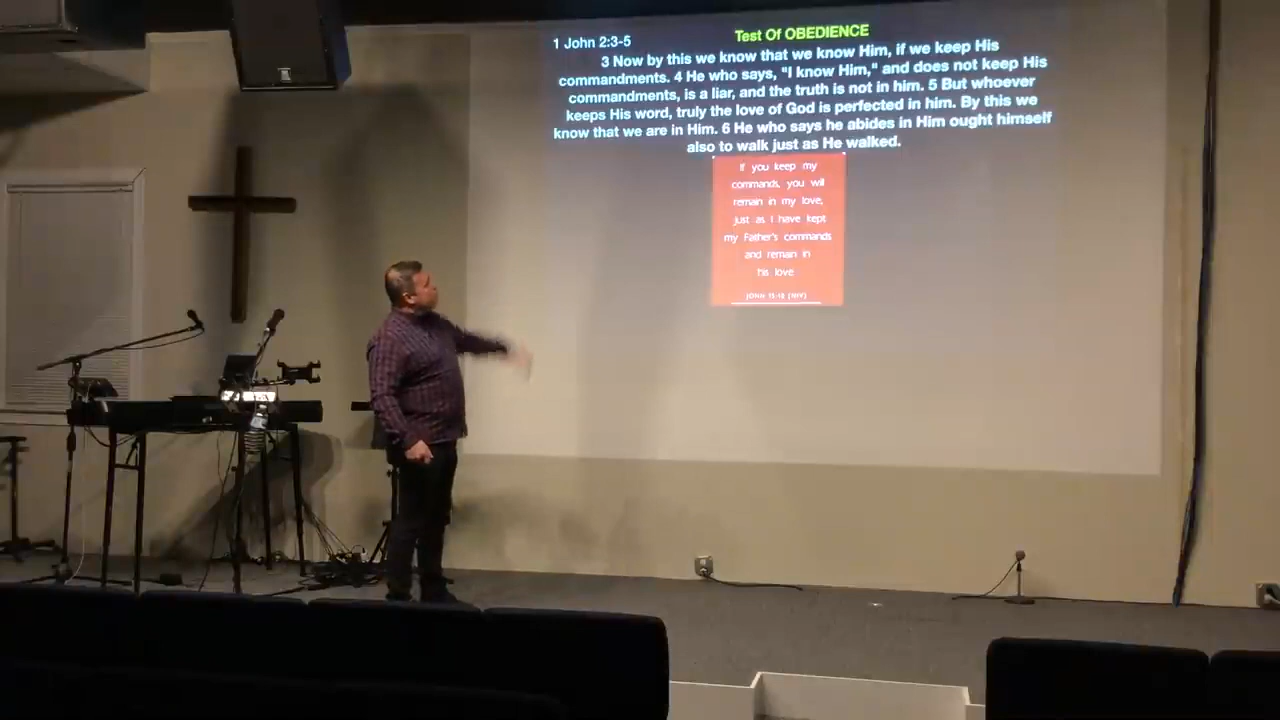 Test Of OBEDIENCE
1 John 2:3-5
3 Now by this we know that we know Him, if we keep His
commandments. 4 He who says, "I know Him," and does not keep His
commandments, is a liar, and the truth is not in him. 5 But whoever
keeps His word, truly the love of God is perfected in him. By this we
know that we are in Him. 6 He who says he abides in Him ought himself
also to walk just as He walked.
If you keep my
commands, you will
remain in my love,
just as I have kept
my Father's commands
and remain in
his love
JOHN 15:10 (NIV)